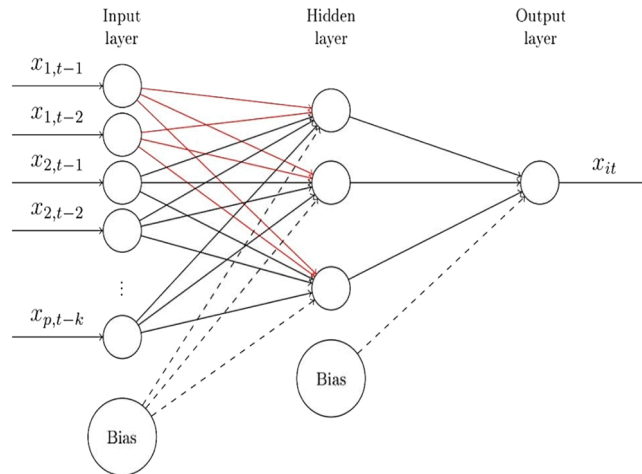 Input layer
Hidden layer
Output layer
x_{1,t−1}
x_{1,t−2}
x_{2,t−1}
x_{it}
x_{2,t−2}
⋮
x_{p,t−k}
Bias
Bias